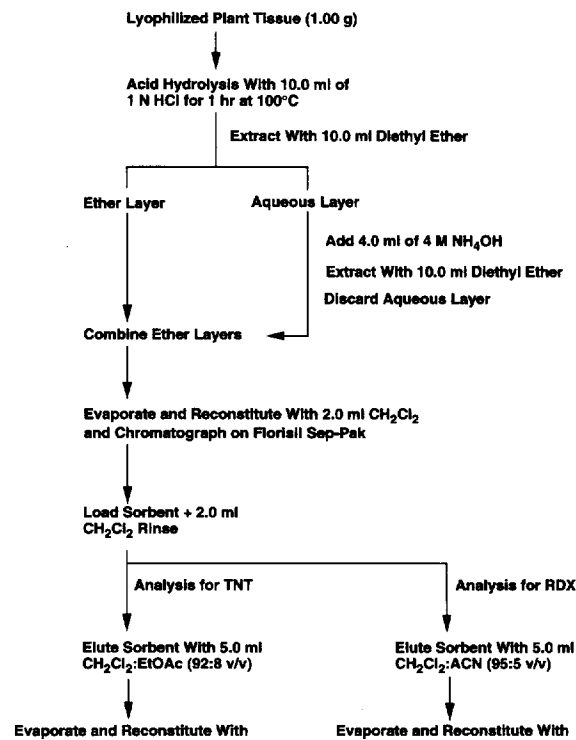 Lyophilized Plant Tissue (1.00 g)
Acid Hydrolysis With 10.0 ml of
1 N HCl for 1 hr at 100°C
Extract With 10.0 ml Diethyl Ether
Ether Layer
Aqueous Layer
Add 4.0 ml of 4 M NH₄OH
Extract With 10.0 ml Diethyl Ether
Discard Aqueous Layer
Combine Ether Layers
Evaporate and Reconstitute With 2.0 ml CH₂Cl₂
and Chromatograph on Florisil Sep-Pak
Load Sorbent + 2.0 ml
CH₂Cl₂ Rinse
Analysis for TNT
Analysis for RDX
Elute Sorbent With 5.0 ml
CH₂Cl₂:EtOAc (92:8 v/v)
Elute Sorbent With 5.0 ml
CH₂Cl₂:ACN (95:5 v/v)
Evaporate and Reconstitute With
Evaporate and Reconstitute With